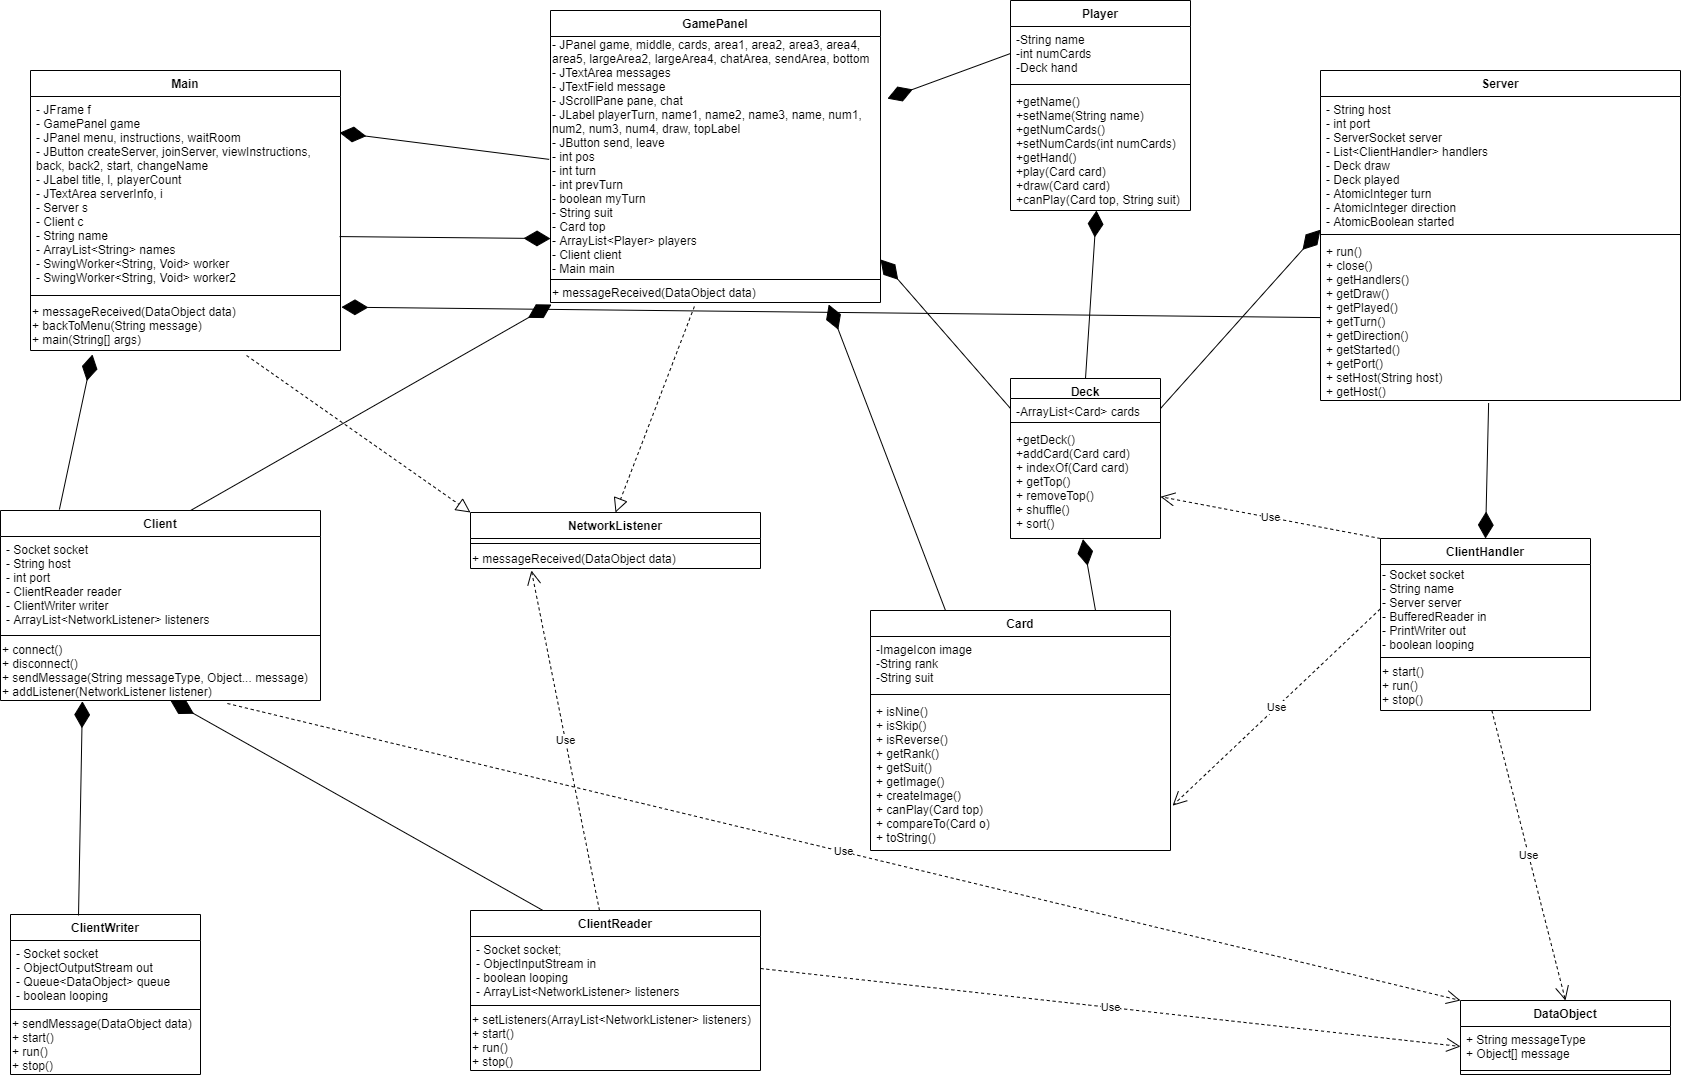 Main
- JFrame f
- GamePanel game
- JPanel menu, instructions, waitRoom
- JButton createServer, joinServer, viewInstructions,
back, back2, start, changeName
- JLabel title, l, playerCount
- JTextArea serverInfo, i
- Server s
- Client c
- String name
- ArrayList<String> names
- SwingWorker<String, Void> worker
- SwingWorker<String, Void> worker2
+ messageReceived(DataObject data)
+ backToMenu(String message)
+ main(String[] args)
GamePanel
- JPanel game, middle, cards, area1, area2, area3, area4,
area5, largeArea2, largeArea4, chatArea, sendArea, bottom
- JTextArea messages
- JTextField message
- JScrollPane pane, chat
- JLabel playerTurn, name1, name2, name3, name, num1,
num2, num3, num4, draw, topLabel
- JButton send, leave
- int pos
- int turn
- int prevTurn
- boolean myTurn
- String suit
- Card top
- ArrayList<Player> players
- Client client
- Main main
+ messageReceived(DataObject data)
Player
-String name
-int numCards
-Deck hand
+getName()
+setName(String name)
+getNumCards()
+setNumCards(int numCards)
+getHand()
+play(Card card)
+draw(Card card)
+canPlay(Card top, String suit)
Server
- String host
- int port
- ServerSocket server
- List<ClientHandler> handlers
- Deck draw
- Deck played
- AtomicInteger turn
- AtomicInteger direction
- AtomicBoolean started
+ run()
+ close()
+ getHandlers()
+ getDraw()
+ getPlayed()
+ getTurn()
+ getDirection()
+ getStarted()
+ getPort()
+ setHost(String host)
+ getHost()
Deck
-ArrayList<Card> cards
+getDeck()
+addCard(Card card)
+ indexOf(Card card)
+ getTop()
+ removeTop()
+ shuffle()
+ sort()
Client
- Socket socket
- String host
- int port
- ClientReader reader
- ClientWriter writer
- ArrayList<NetworkListener> listeners
+ connect()
+ disconnect()
+ sendMessage(String messageType, Object... message)
+ addListener(NetworkListener listener)
NetworkListener
+ messageReceived(DataObject data)
Use
ClientHandler
- Socket socket
- String name
- Server server
- BufferedReader in
- PrintWriter out
- boolean looping
+ start()
+ run()
+ stop()
Card
-ImageIcon image
-String rank
-String suit
+ isNine()
+ isSkip()
+ isReverse()
+ getRank()
+ getSuit()
+ getImage()
+ createImage()
+ canPlay(Card top)
+ compareTo(Card o)
+ toString()
Use
Use
Use
Use
ClientWriter
- Socket socket
- ObjectOutputStream out
- Queue<DataObject> queue
- boolean looping
+ sendMessage(DataObject data)
+ start()
+ run()
+ stop()
ClientReader
- Socket socket;
- ObjectInputStream in
- boolean looping
- ArrayList<NetworkListener> listeners
+ setListeners(ArrayList<NetworkListener> listeners)
+ start()
+ run()
+ stop()
Use
DataObject
+ String messageType
+ Object[] message